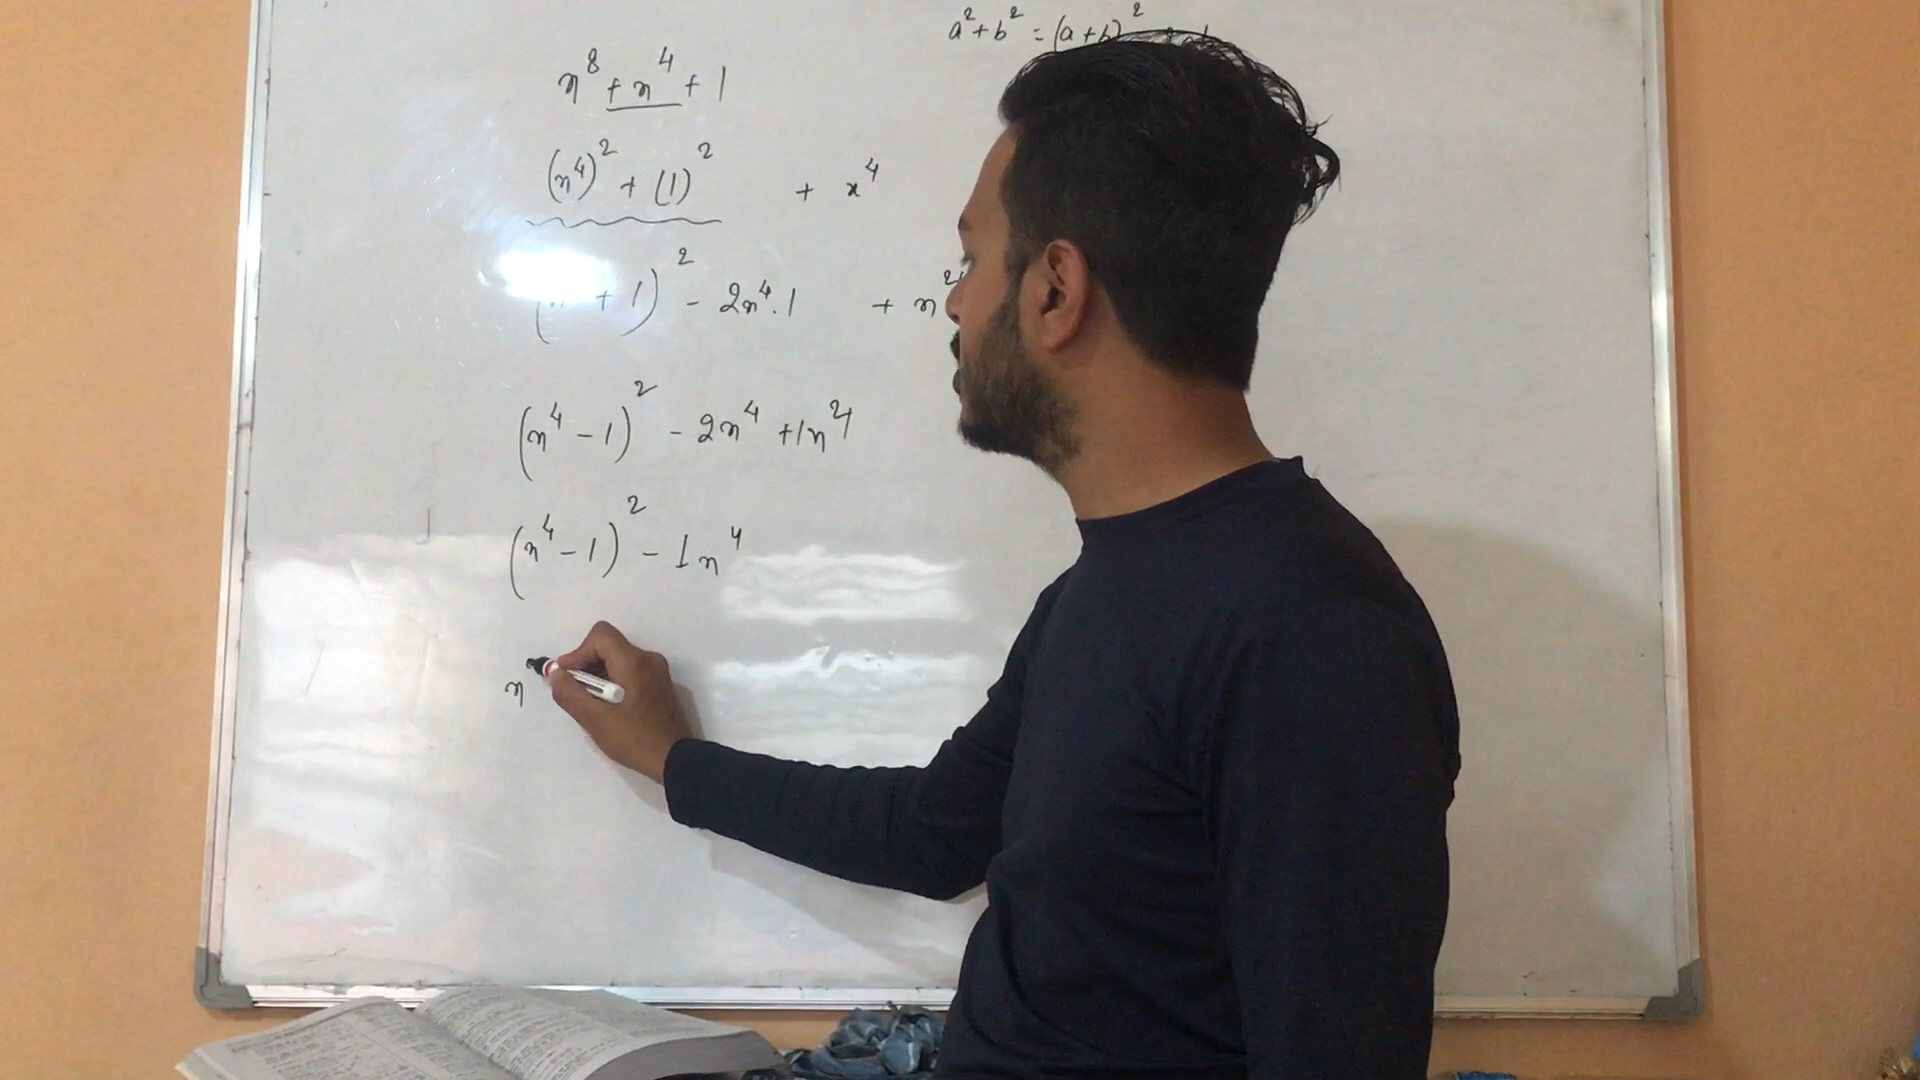 a² + b² = (a + b)²
x⁸ + x⁴ + 1
(x⁴)² + (1)² + x⁴
+ 1)² - 2x⁴.1 + x⁴
(x⁴ - 1)² - 2x⁴ + 1x⁴
(x⁴ - 1)² - 1x⁴
x